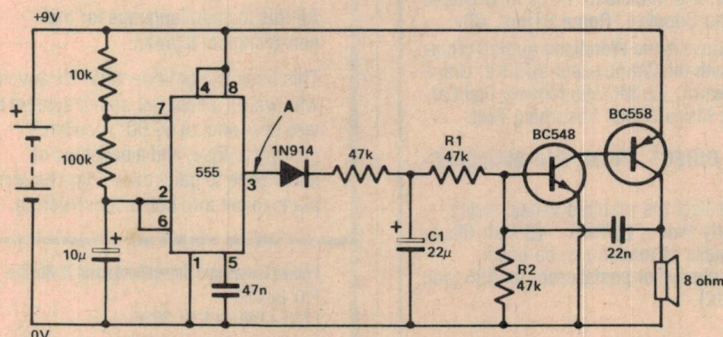 +9V
10k
100k
10µ
+
+
7
2
6
4
8
555
3
1
5
47n
A
1N914
47k
+
C1
22µ
R1
47k
R2
47k
BC548
BC558
22n
8 ohm
0V